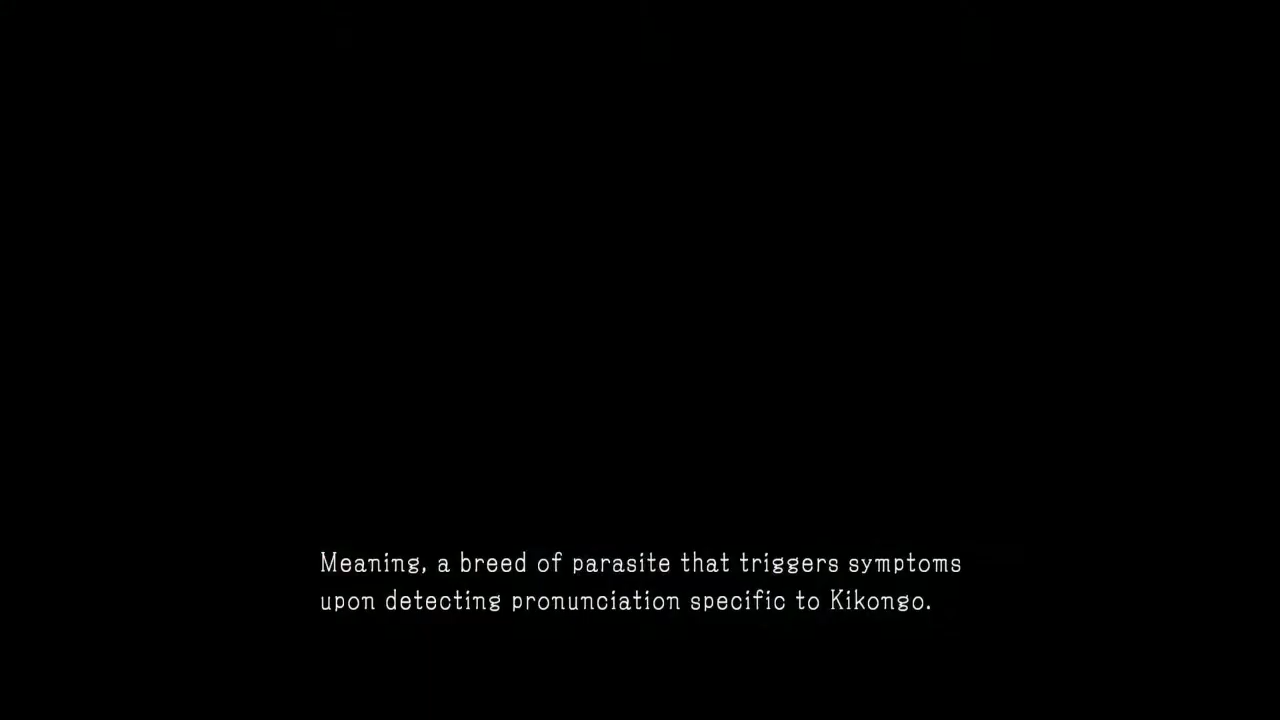 Meaning, a breed of parasite that triggers symptoms
upon detecting pronunciation specific to Kikongo.